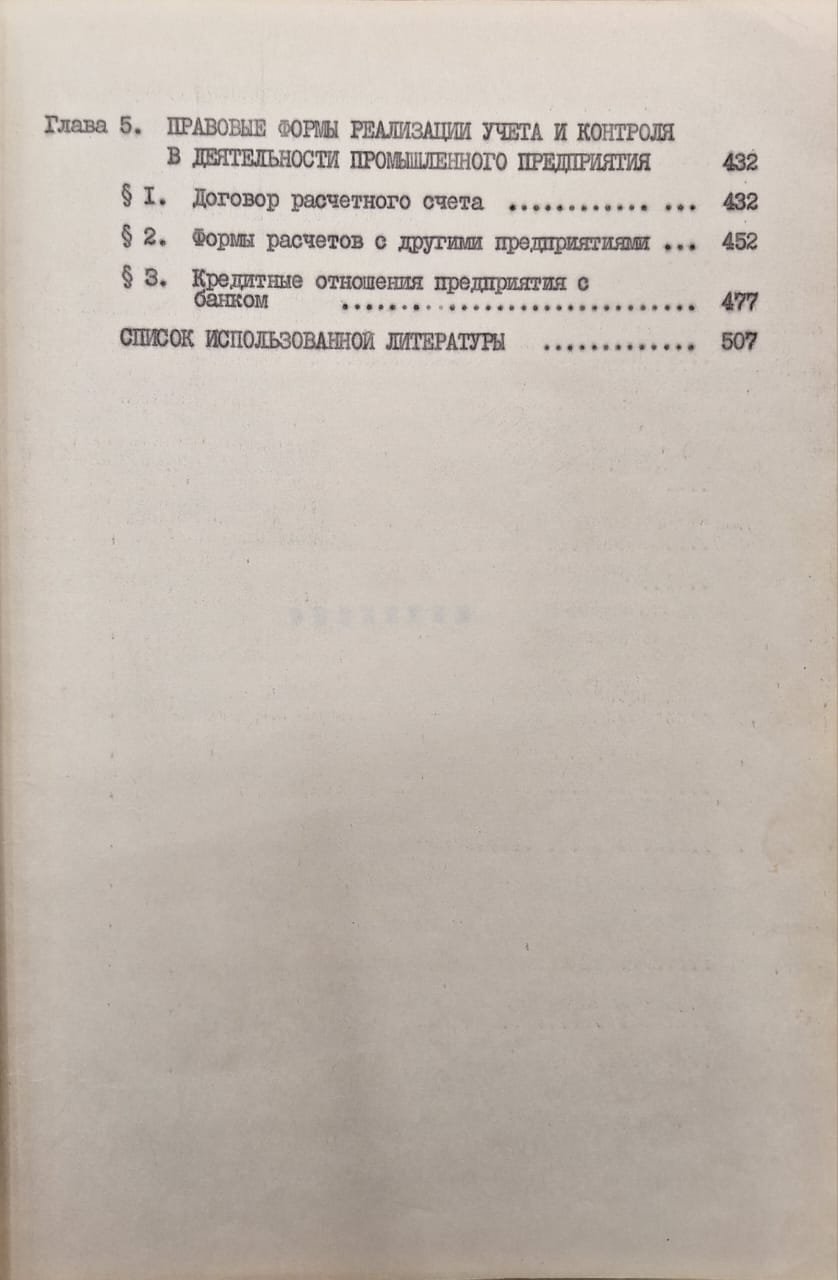 Глава 5. ПРАВОВЫЕ ФОРМЫ РЕАЛИЗАЦИИ УЧЕТА И КОНТРОЛЯ
В ДЕЯТЕЛЬНОСТИ ПРОМЫШЛЕННОГО ПРЕДПРИЯТИЯ 432
§ I. Договор расчетного счета ............ ... 432
§ 2. Формы расчетов с другими предприятиями ... 452
§ 3. Кредитные отношения предприятия с
банком .............................. 477
СПИСОК ИСПОЛЬЗОВАННОЙ ЛИТЕРАТУРЫ ............. 507